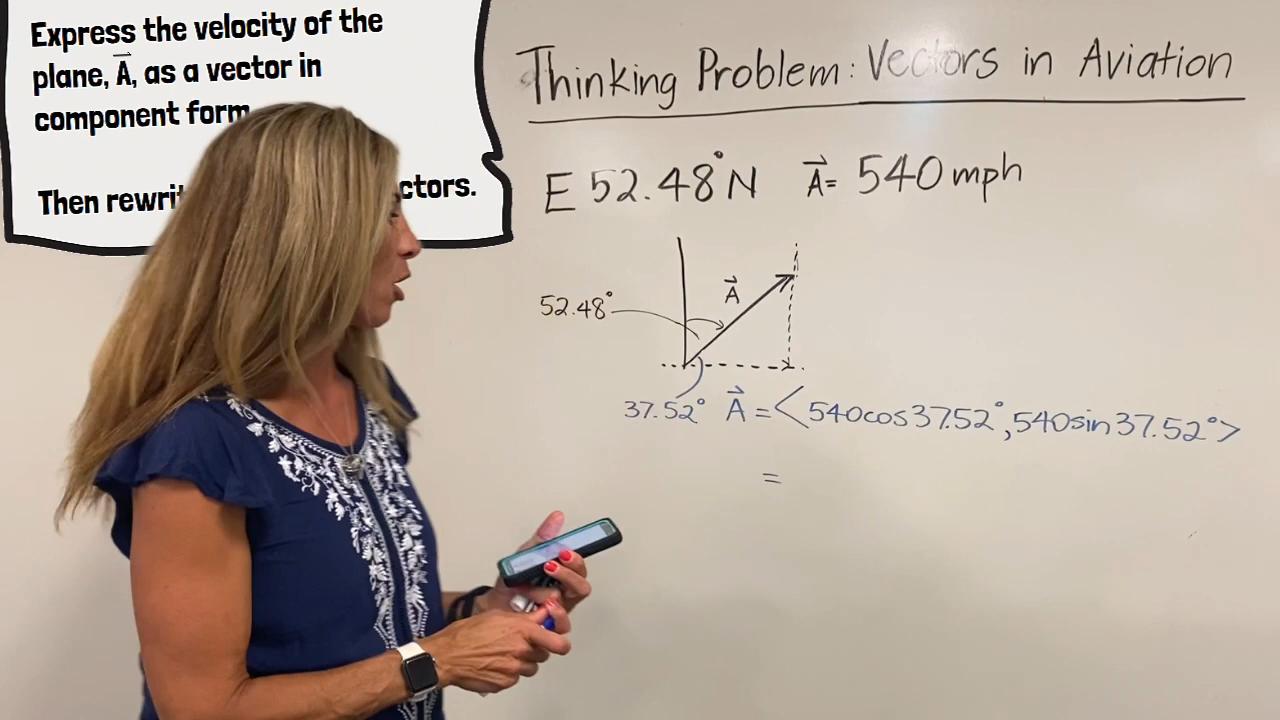 Express the velocity of the
plane, A, as a vector in
component form
Then rewrit ctors.
Thinking Problem: Vectors in Aviation
E 52.48° N A = 540 mph
A
52.48°
37.52° A = <540cos37.52°, 540sin37.52°>
=